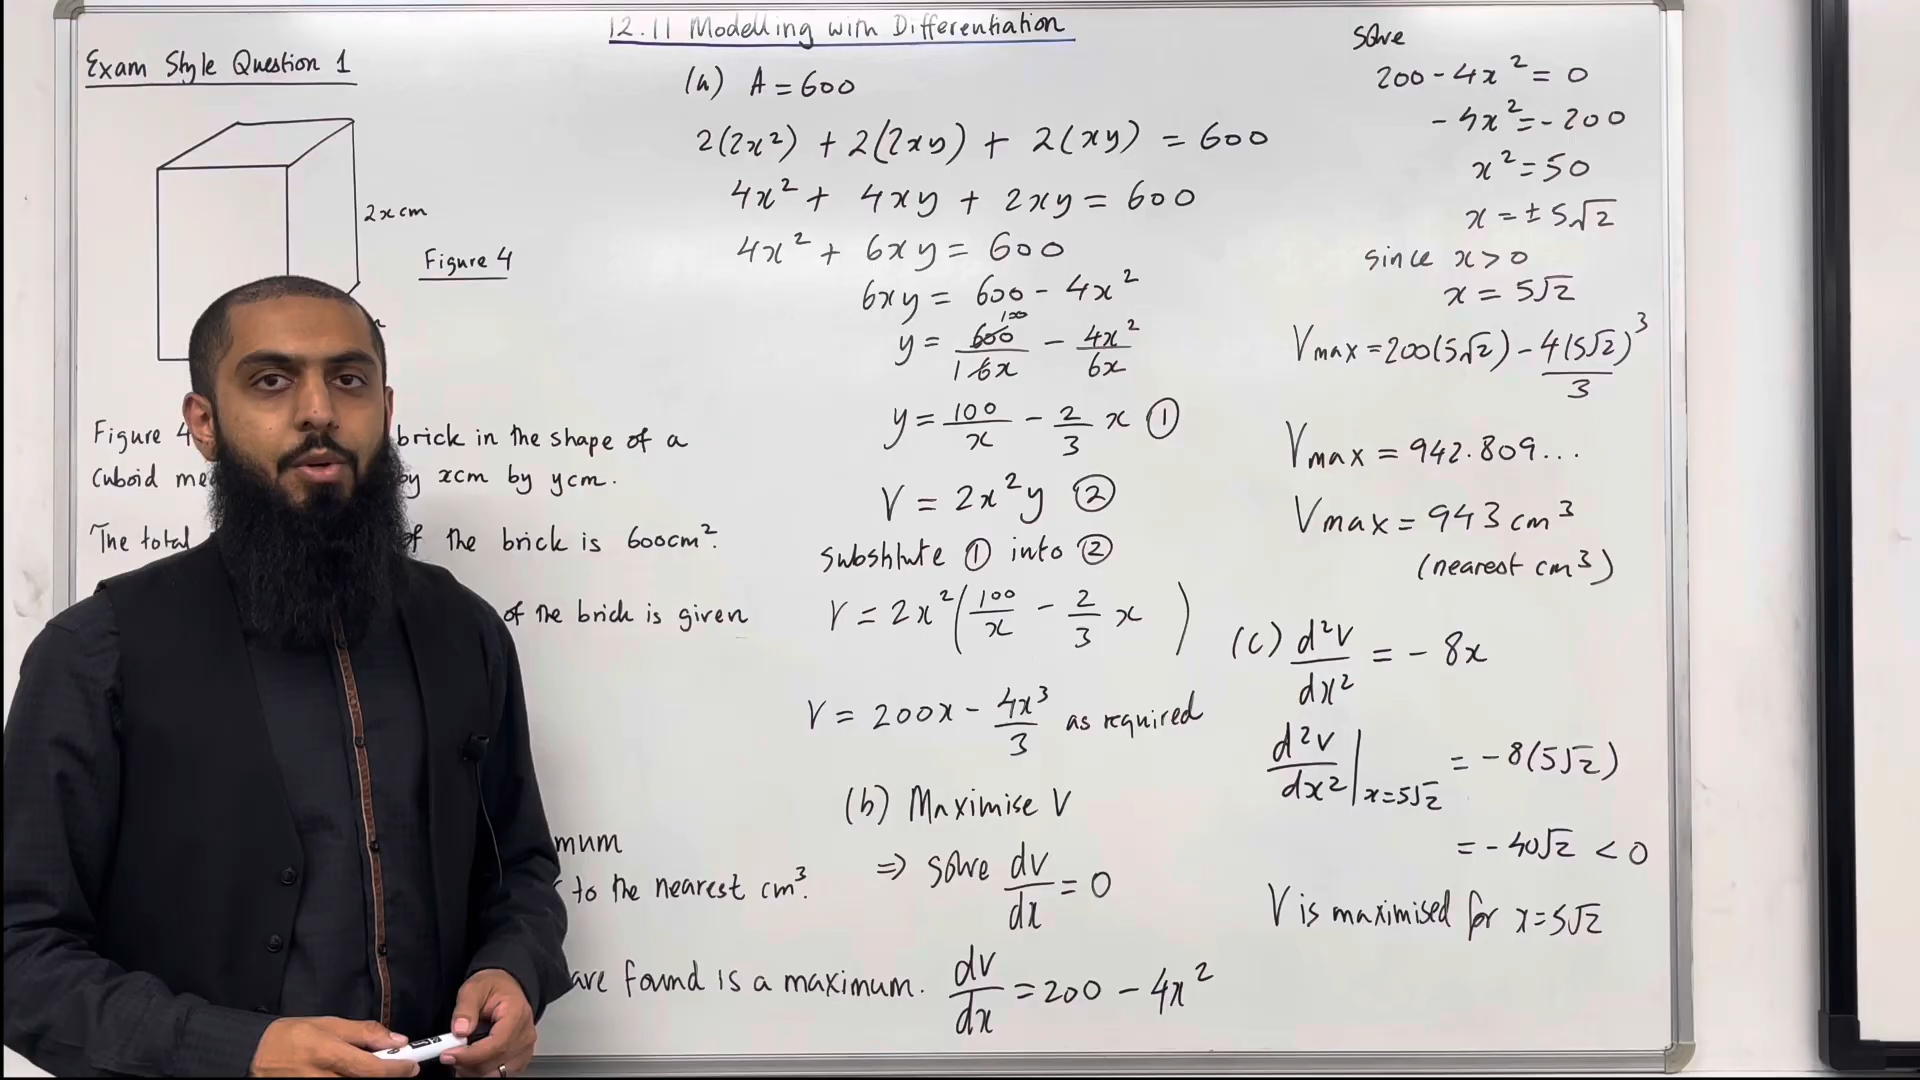 12.11 Modelling with Differentiation
Exam Style Question 1
2x cm
Figure 4
Figure 4 brick in the shape of a
cuboid by xcm by ycm.
The total of the brick is 600cm².
of the brick is given
mum
to the nearest cm³.
have found is a maximum.
(a) A = 600
2(2x²) + 2(2xy) + 2(xy) = 600
4x² + 4xy + 2xy = 600
4x² + 6xy = 600
6xy = 600 - 4x²
y = 600/6x - 4x²/6x
100
1
y = 100/x - 2/3 x ①
V = 2x²y ②
substitute ① into ②
V = 2x²(100/x - 2/3 x)
V = 200x - 4x³/3 as required
(b) Maximise V
⇒ solve dV/dx = 0
dV/dx = 200 - 4x²
solve
200 - 4x² = 0
-4x² = -200
x² = 50
x = ± 5√2
since x > 0
x = 5√2
Vmax = 200(5√2) - 4(5√2)³/3
Vmax = 942.809...
Vmax = 943 cm³
(nearest cm³)
(c) d²V/dx² = - 8x
d²V/dx² | x=5√2 = -8(5√2)
= -40√2 < 0
V is maximised for x = 5√2